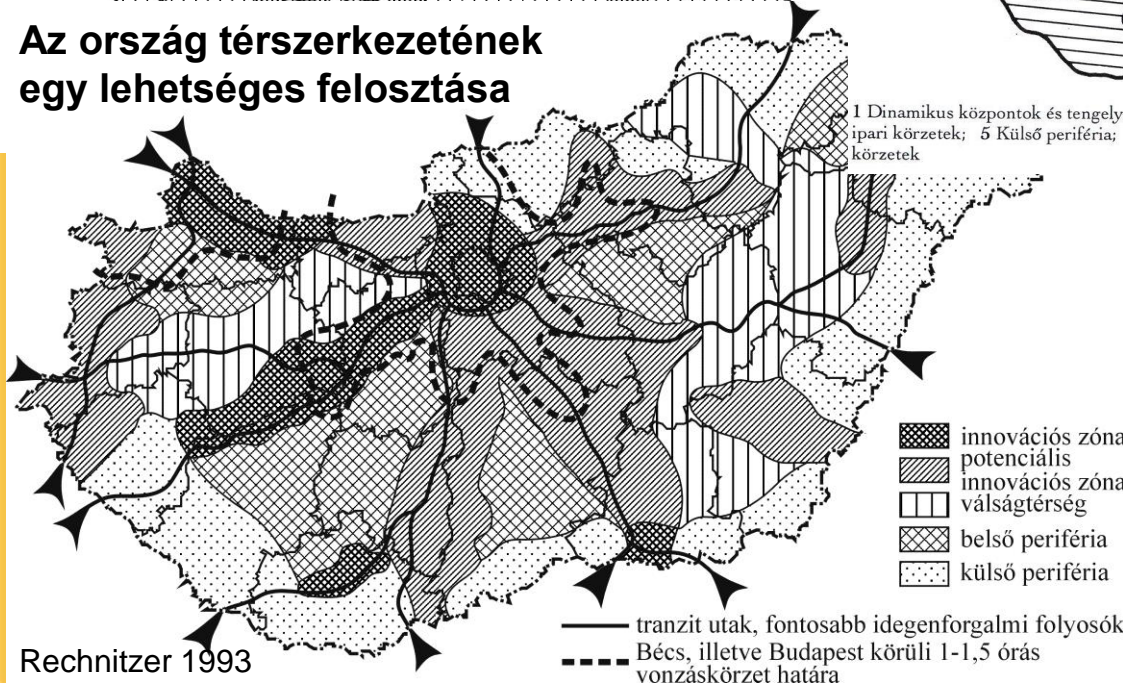 Az ország térszerkezetének
egy lehetséges felosztása
1 Dinamikus központok és tengely
ipari körzetek; 5 Külső periféria;
körzetek
innovációs zóna
potenciális
innovációs zóna
válságtérség
belső periféria
külső periféria
tranzit utak, fontosabb idegenforgalmi folyosók
Bécs, illetve Budapest körüli 1-1,5 órás
vonzáskörzet határa
Rechnitzer 1993